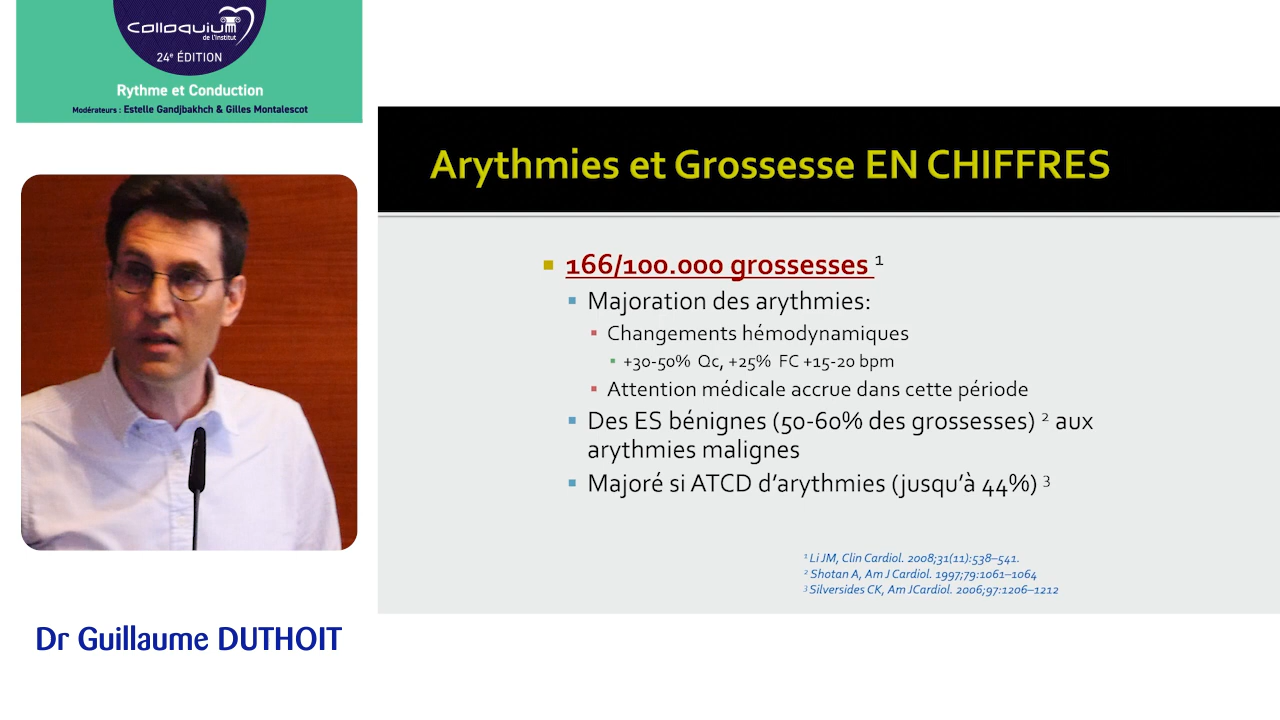 Colloquium
de l'Institut
24e ÉDITION
Rythme et Conduction
Modérateurs : Estelle Gandjbakhch & Gilles Montalescot
Arythmies et Grossesse EN CHIFFRES
166/100.000 grossesses 1
Majoration des arythmies:
Changements hémodynamiques
+30-50% Qc, +25% FC +15-20 bpm
Attention médicale accrue dans cette période
Des ES bénignes (50-60% des grossesses) 2 aux
arythmies malignes
Majoré si ATCD d'arythmies (jusqu'à 44%) 3
1 Li JM, Clin Cardiol. 2008;31(11):538–541.
2 Shotan A, Am J Cardiol. 1997;79:1061–1064
3 Silversides CK, Am JCardiol. 2006;97:1206–1212
Dr Guillaume DUTHOIT